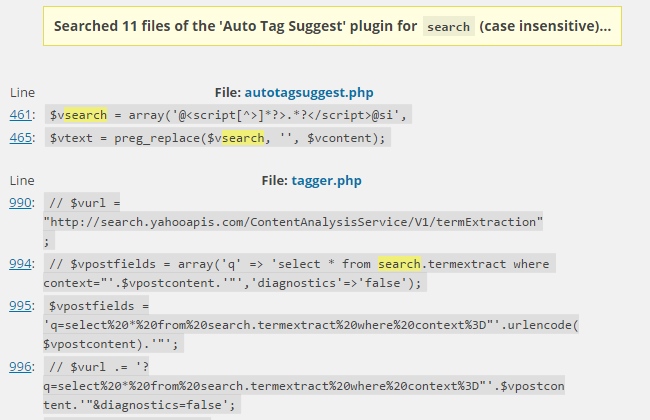 Searched 11 files of the 'Auto Tag Suggest' plugin for search (case insensitive)...
Line File: autotagsuggest.php
461: $vsearch = array('@<script[^>]*?>.*?</script>@si',
465: $vtext = preg_replace($vsearch, '', $vcontent);
Line File: tagger.php
990: // $vurl =
"http://search.yahooapis.com/ContentAnalysisService/V1/termExtraction"
;
994: // $vpostfields = array('q' => 'select * from search.termextract where
context="'.$vpostcontent.'"','diagnostics'=>'false');
995: $vpostfields =
'q=select%20*%20from%20search.termextract%20where%20context%3D"'.urlencode(
$vpostcontent).'"';
996: // $vurl .= '?
q=select%20*%20from%20search.termextract%20where%20context%3D"'.$vpostcon
tent.'"&diagnostics=false';